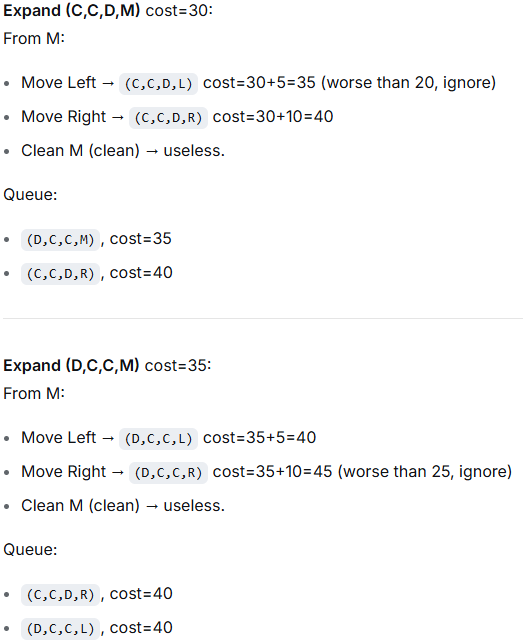 Expand (C,C,D,M) cost=30:
From M:
• Move Left → (C,C,D,L) cost=30+5=35 (worse than 20, ignore)
• Move Right → (C,C,D,R) cost=30+10=40
• Clean M (clean) → useless.
Queue:
• (D,C,C,M) , cost=35
• (C,C,D,R) , cost=40
Expand (D,C,C,M) cost=35:
From M:
• Move Left → (D,C,C,L) cost=35+5=40
• Move Right → (D,C,C,R) cost=35+10=45 (worse than 25, ignore)
• Clean M (clean) → useless.
Queue:
• (C,C,D,R) , cost=40
• (D,C,C,L) , cost=40